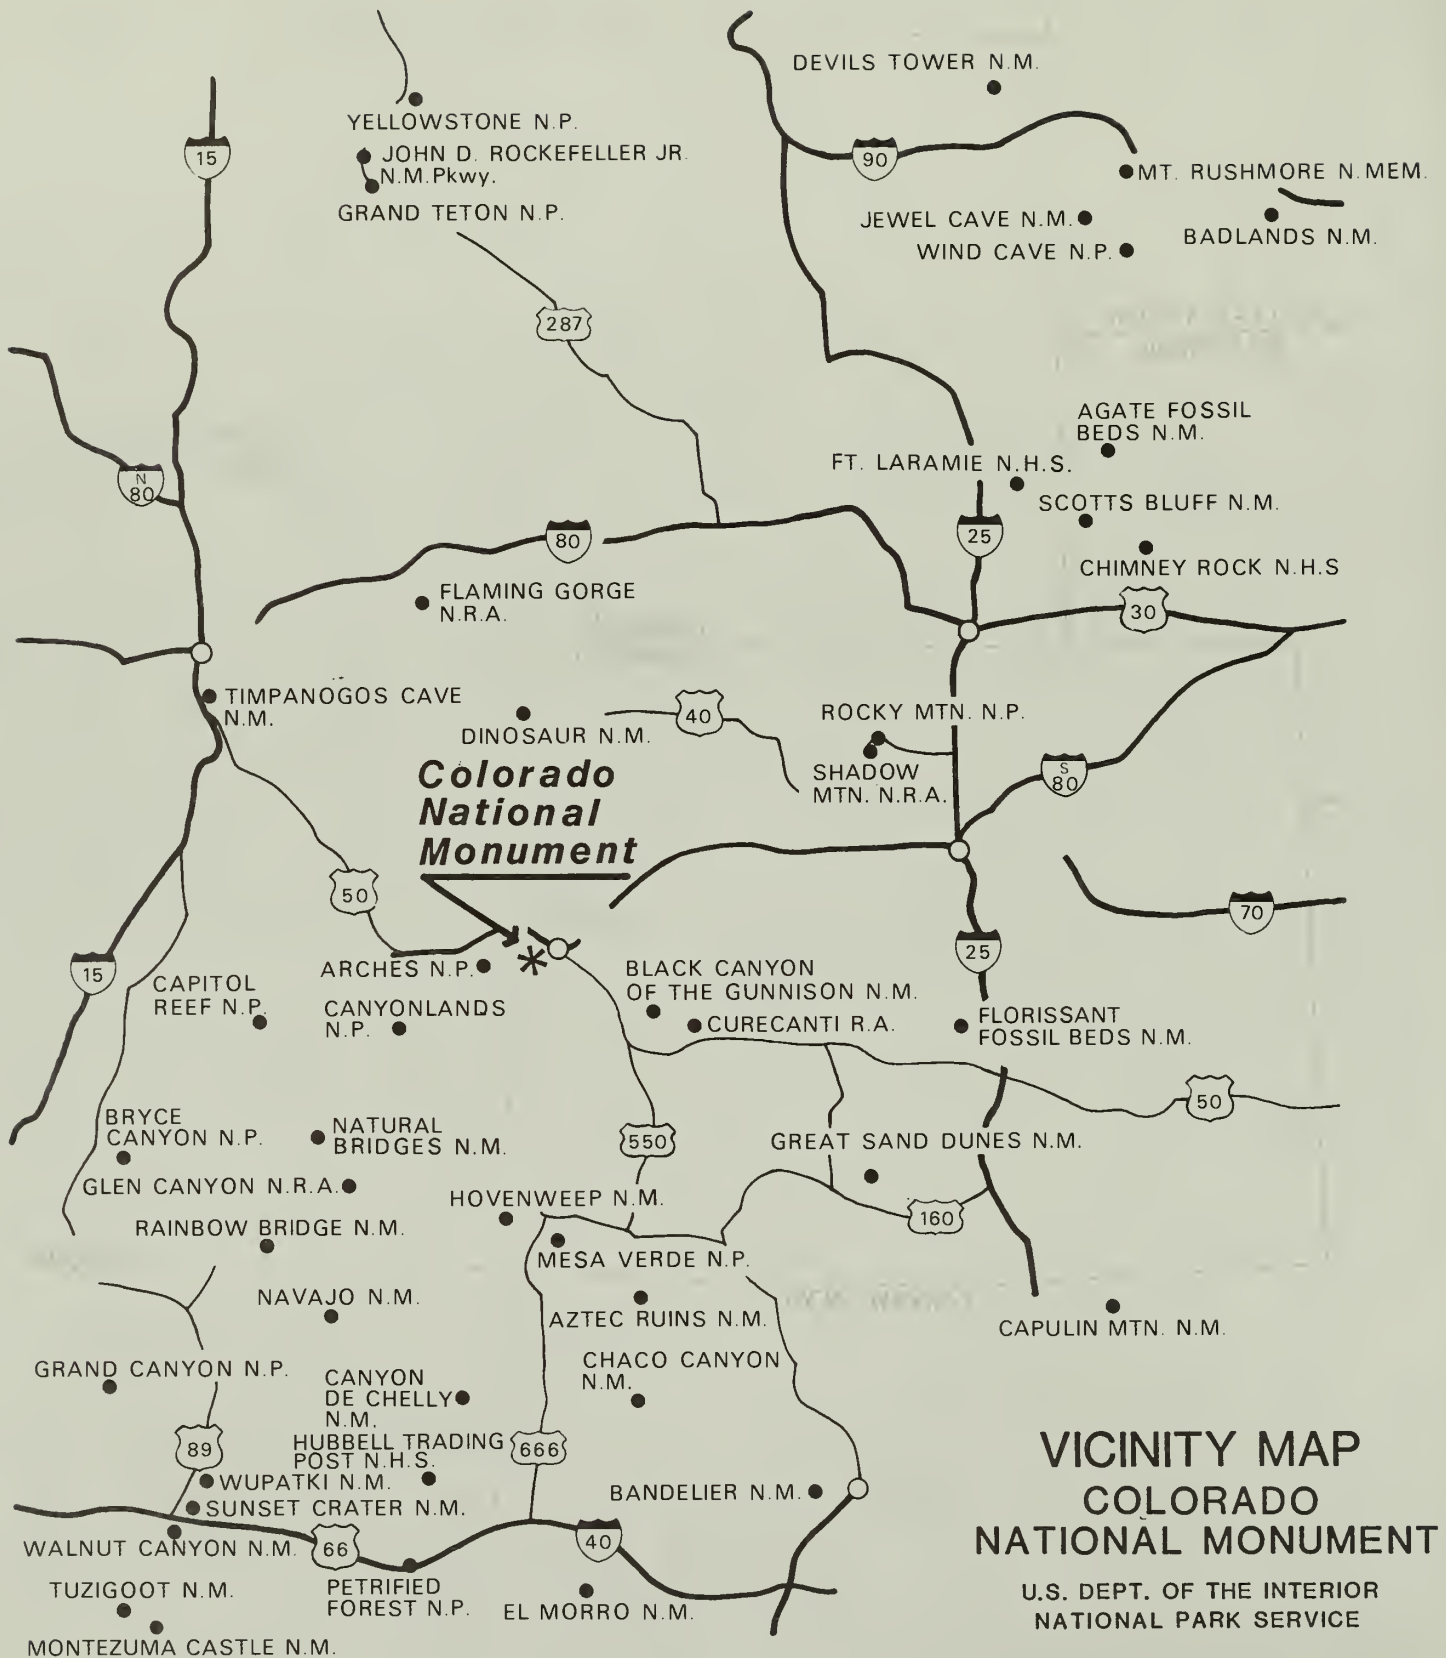 DEVILS TOWER N.M.
YELLOWSTONE N.P.
15
JOHN D. ROCKEFELLER JR.
N.M.Pkwy.
90
MT. RUSHMORE N.MEM.
GRAND TETON N.P.
JEWEL CAVE N.M.
BADLANDS N.M.
WIND CAVE N.P.
287
AGATE FOSSIL
BEDS N.M.
FT. LARAMIE N.H.S.
N
80
SCOTTS BLUFF N.M.
80
25
CHIMNEY ROCK N.H.S
FLAMING GORGE
N.R.A.
30
TIMPANOGOS CAVE
N.M.
40
ROCKY MTN. N.P.
DINOSAUR N.M.
SHADOW
MTN. N.R.A.
S
80
Colorado
National
Monument
50
70
15
ARCHES N.P.
25
CAPITOL
REEF N.P.
CANYONLANDS
N.P.
BLACK CANYON
OF THE GUNNISON N.M.
CURECANTI R.A.
FLORISSANT
FOSSIL BEDS N.M.
50
BRYCE
CANYON N.P.
NATURAL
BRIDGES N.M.
550
GREAT SAND DUNES N.M.
GLEN CANYON N.R.A.
HOVENWEEP N.M.
160
RAINBOW BRIDGE N.M.
MESA VERDE N.P.
NAVAJO N.M.
AZTEC RUINS N.M.
CAPULIN MTN. N.M.
GRAND CANYON N.P.
CANYON
DE CHELLY
N.M.
CHACO CANYON
N.M.
89
HUBBELL TRADING
POST N.H.S.
666
WUPATKI N.M.
BANDELIER N.M.
SUNSET CRATER N.M.
WALNUT CANYON N.M.
66
40
TUZIGOOT N.M.
PETRIFIED
FOREST N.P.
EL MORRO N.M.
MONTEZUMA CASTLE N.M.
VICINITY MAP
COLORADO
NATIONAL MONUMENT
U.S. DEPT. OF THE INTERIOR
NATIONAL PARK SERVICE